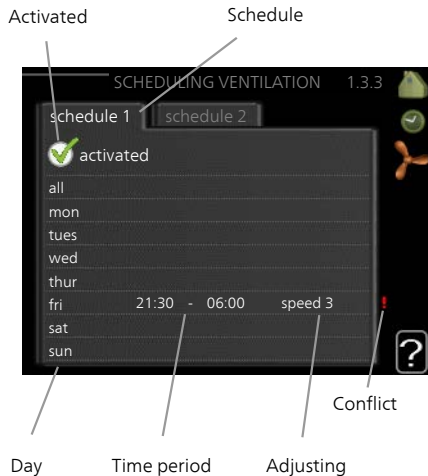 Activated Schedule
SCHEDULING VENTILATION 1.3.3
schedule 1 schedule 2
activated
all
mon
tues
wed
thur
fri 21:30 - 06:00 speed 3 !
sat
sun
?
Conflict
Day Time period Adjusting